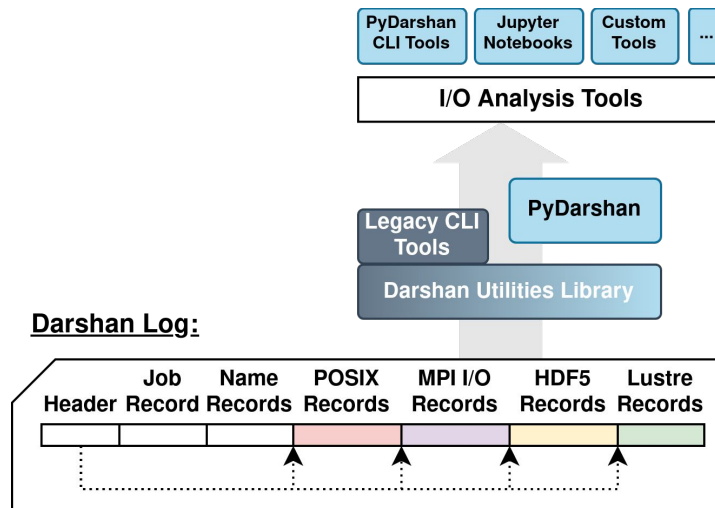 PyDarshan
CLI Tools
Jupyter
Notebooks
Custom
Tools
...
I/O Analysis Tools
PyDarshan
Legacy CLI
Tools
Darshan Utilities Library
Darshan Log:
Header
Job
Record
Name
Records
POSIX
Records
MPI I/O
Records
HDF5
Records
Lustre
Records